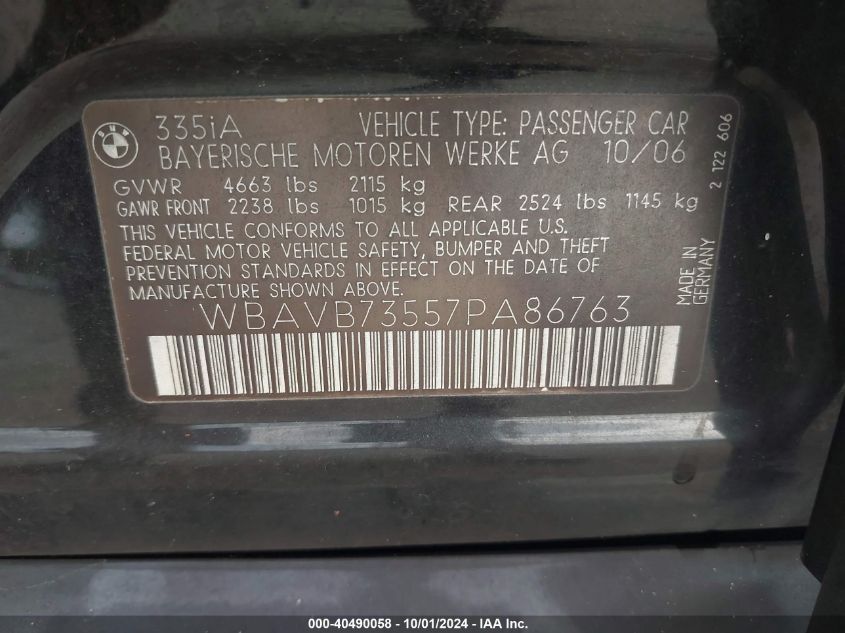 335iA VEHICLE TYPE: PASSENGER CAR
BAYERISCHE MOTOREN WERKE AG 10/06
GVWR 4663 lbs 2115 kg
GAWR FRONT 2238 lbs 1015 kg REAR 2524 lbs 1145 kg
THIS VEHICLE CONFORMS TO ALL APPLICABLE U.S.
FEDERAL MOTOR VEHICLE SAFETY, BUMPER AND THEFT
PREVENTION STANDARDS IN EFFECT ON THE DATE OF
MANUFACTURE SHOWN ABOVE.
WBAVB73557PA86763
MADE IN
GERMANY
2 122 606
BMW
000-40490058 - 10/01/2024 - IAA Inc.